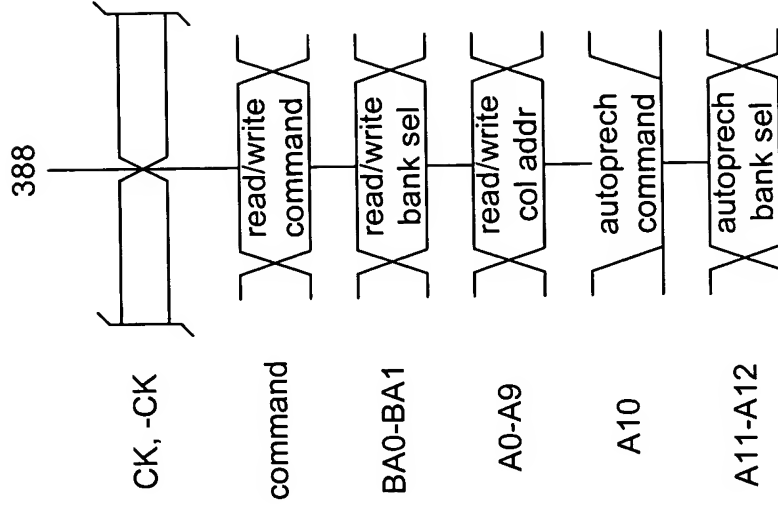 388
CK, -CK
command
read/write
command
BA0-BA1
read/write
bank sel
A0-A9
read/write
col addr
A10
autoprech
command
A11-A12
autoprech
bank sel